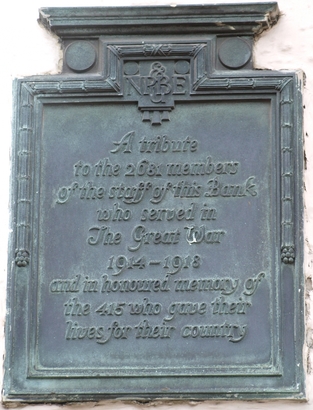 NP&BE
U
A tribute
to the 2681 members
of the staff of this Bank
who served in
The Great War
1914 – 1918
and in honoured memory of
the 415 who gave their
lives for their country